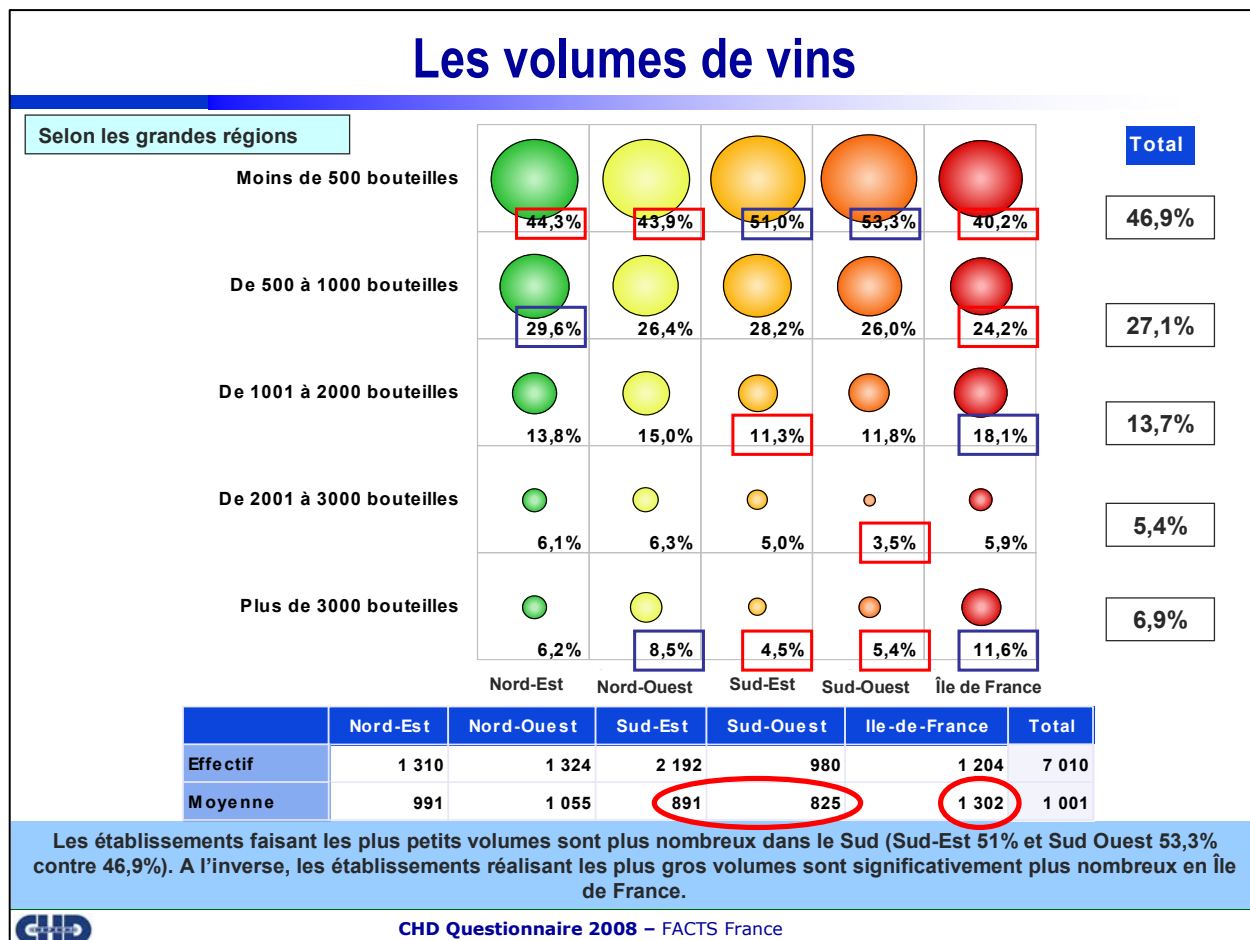 Les volumes de vins
Selon les grandes régions
Total
Moins de 500 bouteilles
44,3% 43,9% 51,0% 53,3% 40,2% 46,9%
De 500 à 1000 bouteilles
29,6% 26,4% 28,2% 26,0% 24,2% 27,1%
De 1001 à 2000 bouteilles
13,8% 15,0% 11,3% 11,8% 18,1% 13,7%
De 2001 à 3000 bouteilles
6,1% 6,3% 5,0% 3,5% 5,9% 5,4%
Plus de 3000 bouteilles
6,2% 8,5% 4,5% 5,4% 11,6% 6,9%
Nord-Est Nord-Ouest Sud-Est Sud-Ouest Île de France
Nord-Est Nord-Ouest Sud-Est Sud-Ouest Ile-de-France Total
Effectif 1 310 1 324 2 192 980 1 204 7 010
Moyenne 991 1 055 891 825 1 302 1 001
Les établissements faisant les plus petits volumes sont plus nombreux dans le Sud (Sud-Est 51% et Sud Ouest 53,3%
contre 46,9%). A l’inverse, les établissements réalisant les plus gros volumes sont significativement plus nombreux en Île
de France.
CHD
CHD Questionnaire 2008 – FACTS France